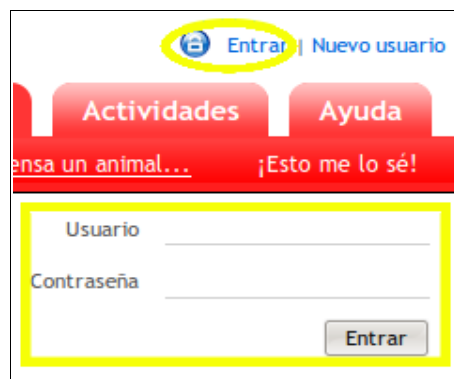 Entrar | Nuevo usuario
Actividades Ayuda
ensa un animal... ¡Esto me lo sé!
Usuario
Contraseña
Entrar